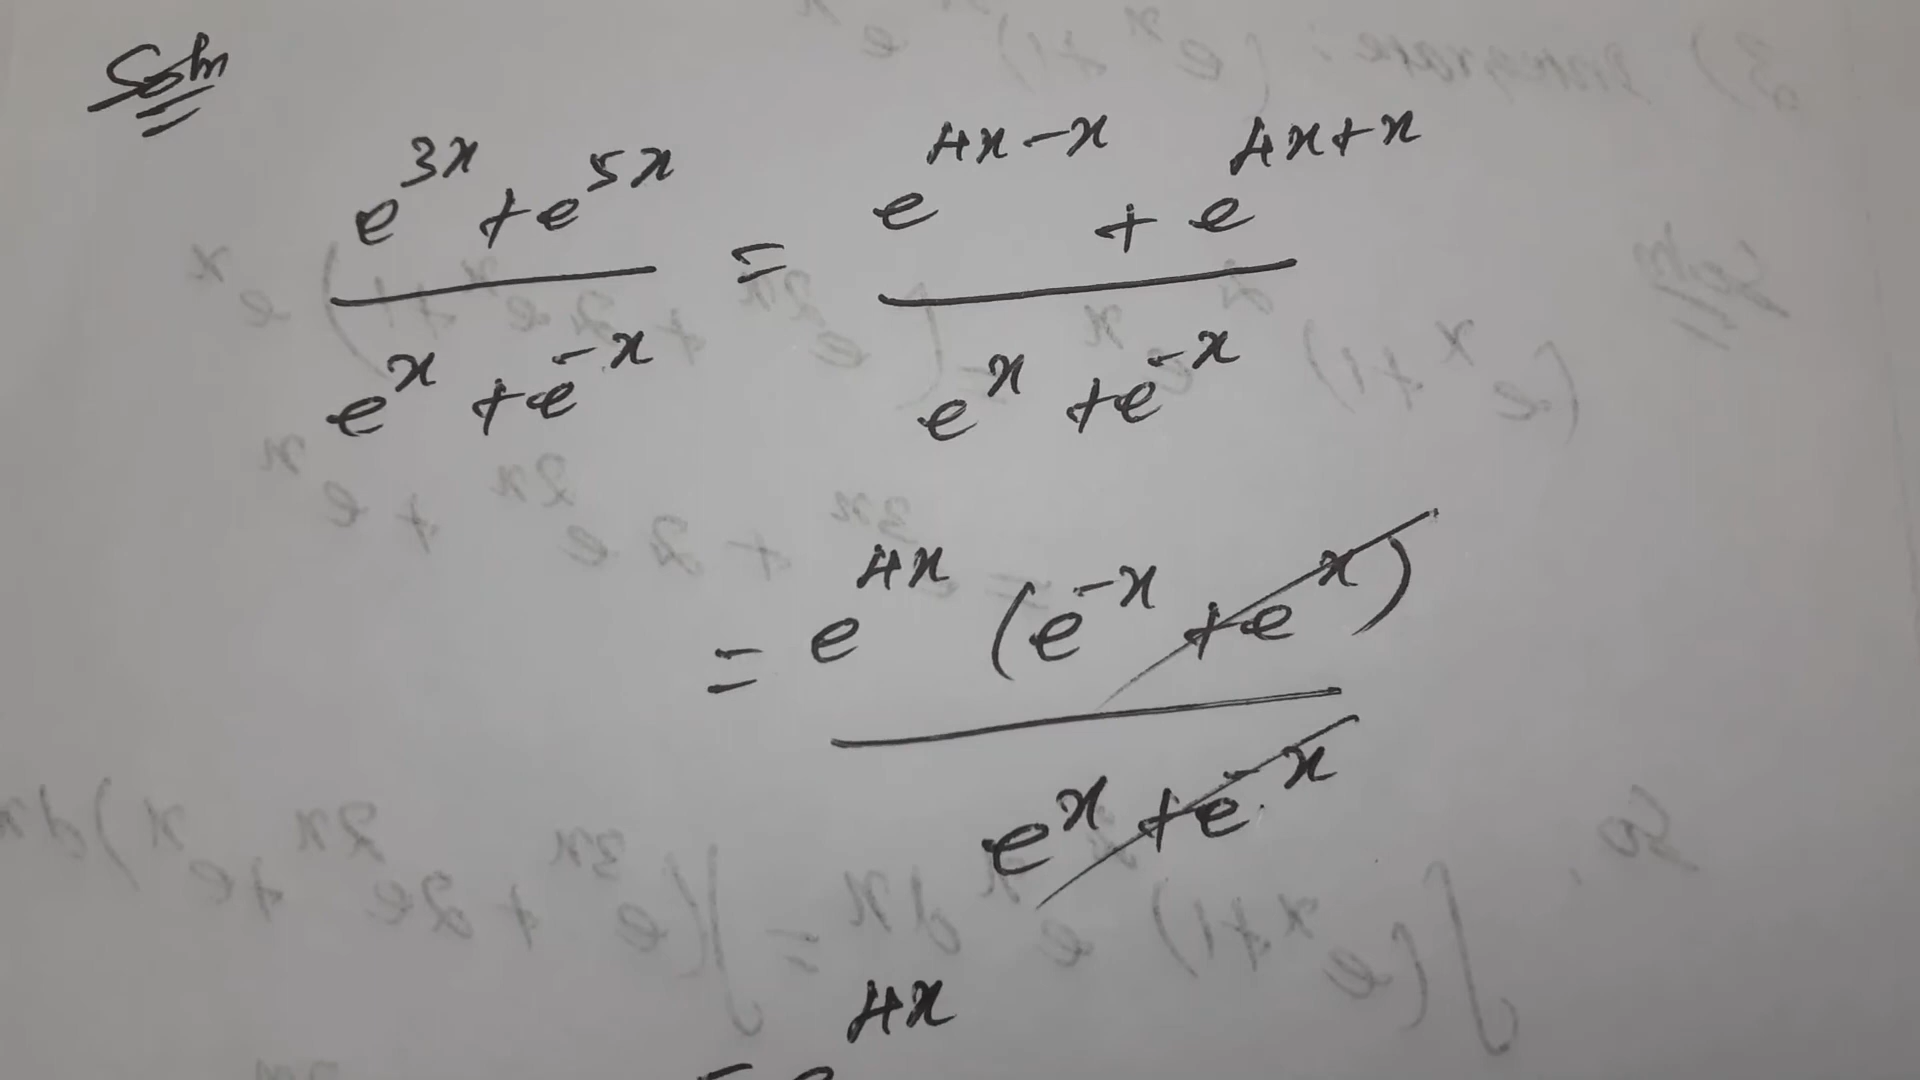 Soln
e^{3x} + e^{5x} / e^x + e^{-x} = e^{4x-x} + e^{4x+x} / e^x + e^{-x}
= e^{4x} (e^{-x} + e^x) / e^x + e^{-x}
= e^{4x}